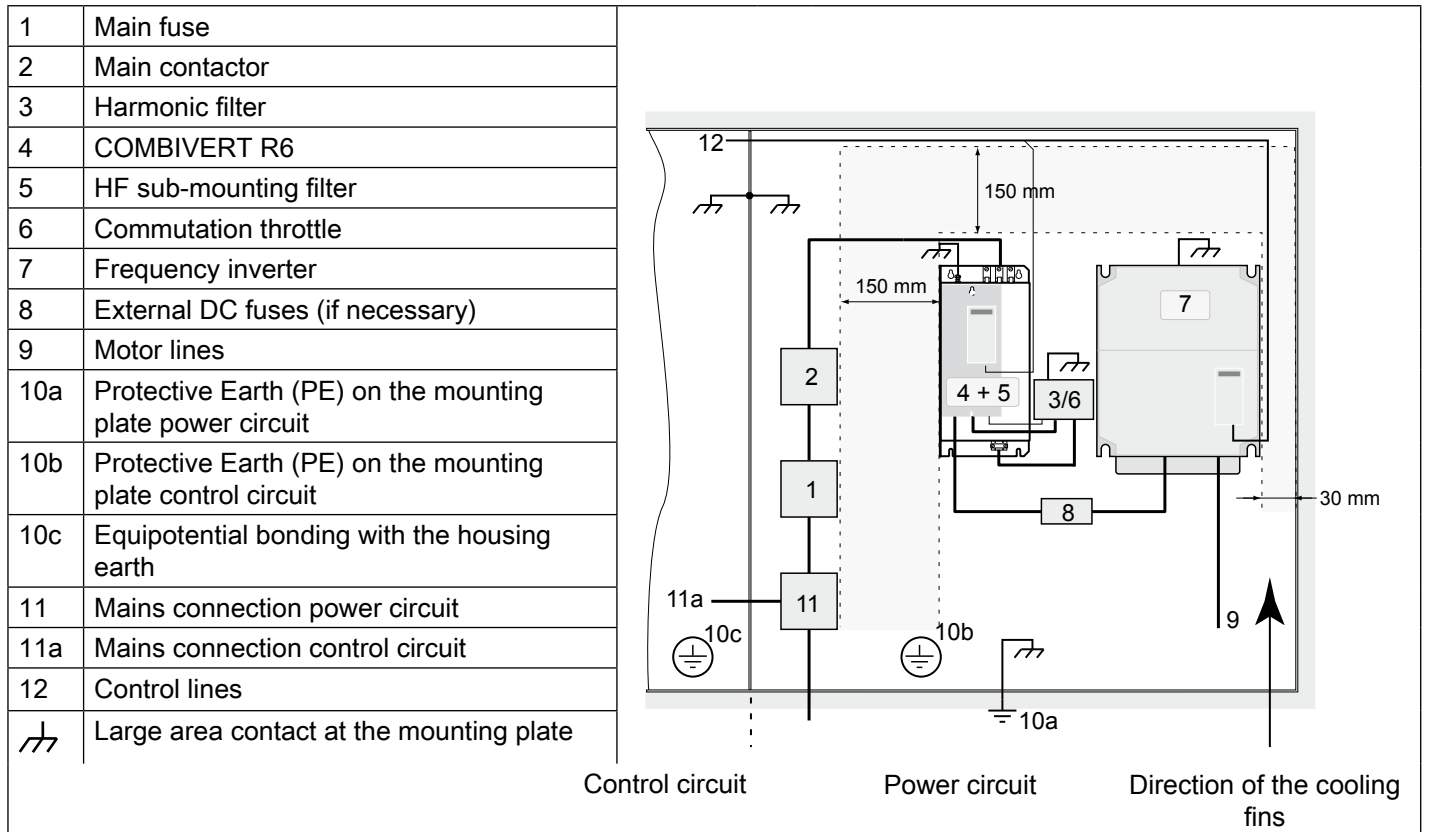 1 Main fuse
2 Main contactor
3 Harmonic filter
4 COMBIVERT R6
5 HF sub-mounting filter
6 Commutation throttle
7 Frequency inverter
8 External DC fuses (if necessary)
9 Motor lines
10a Protective Earth (PE) on the mounting
plate power circuit
10b Protective Earth (PE) on the mounting
plate control circuit
10c Equipotential bonding with the housing
earth
11 Mains connection power circuit
11a Mains connection control circuit
12 Control lines
Large area contact at the mounting plate
12
150 mm
150 mm
7
2
4 + 5
3/6
1
8
30 mm
11a
11
10c
10b
9
10a
Control circuit
Power circuit
Direction of the cooling
fins